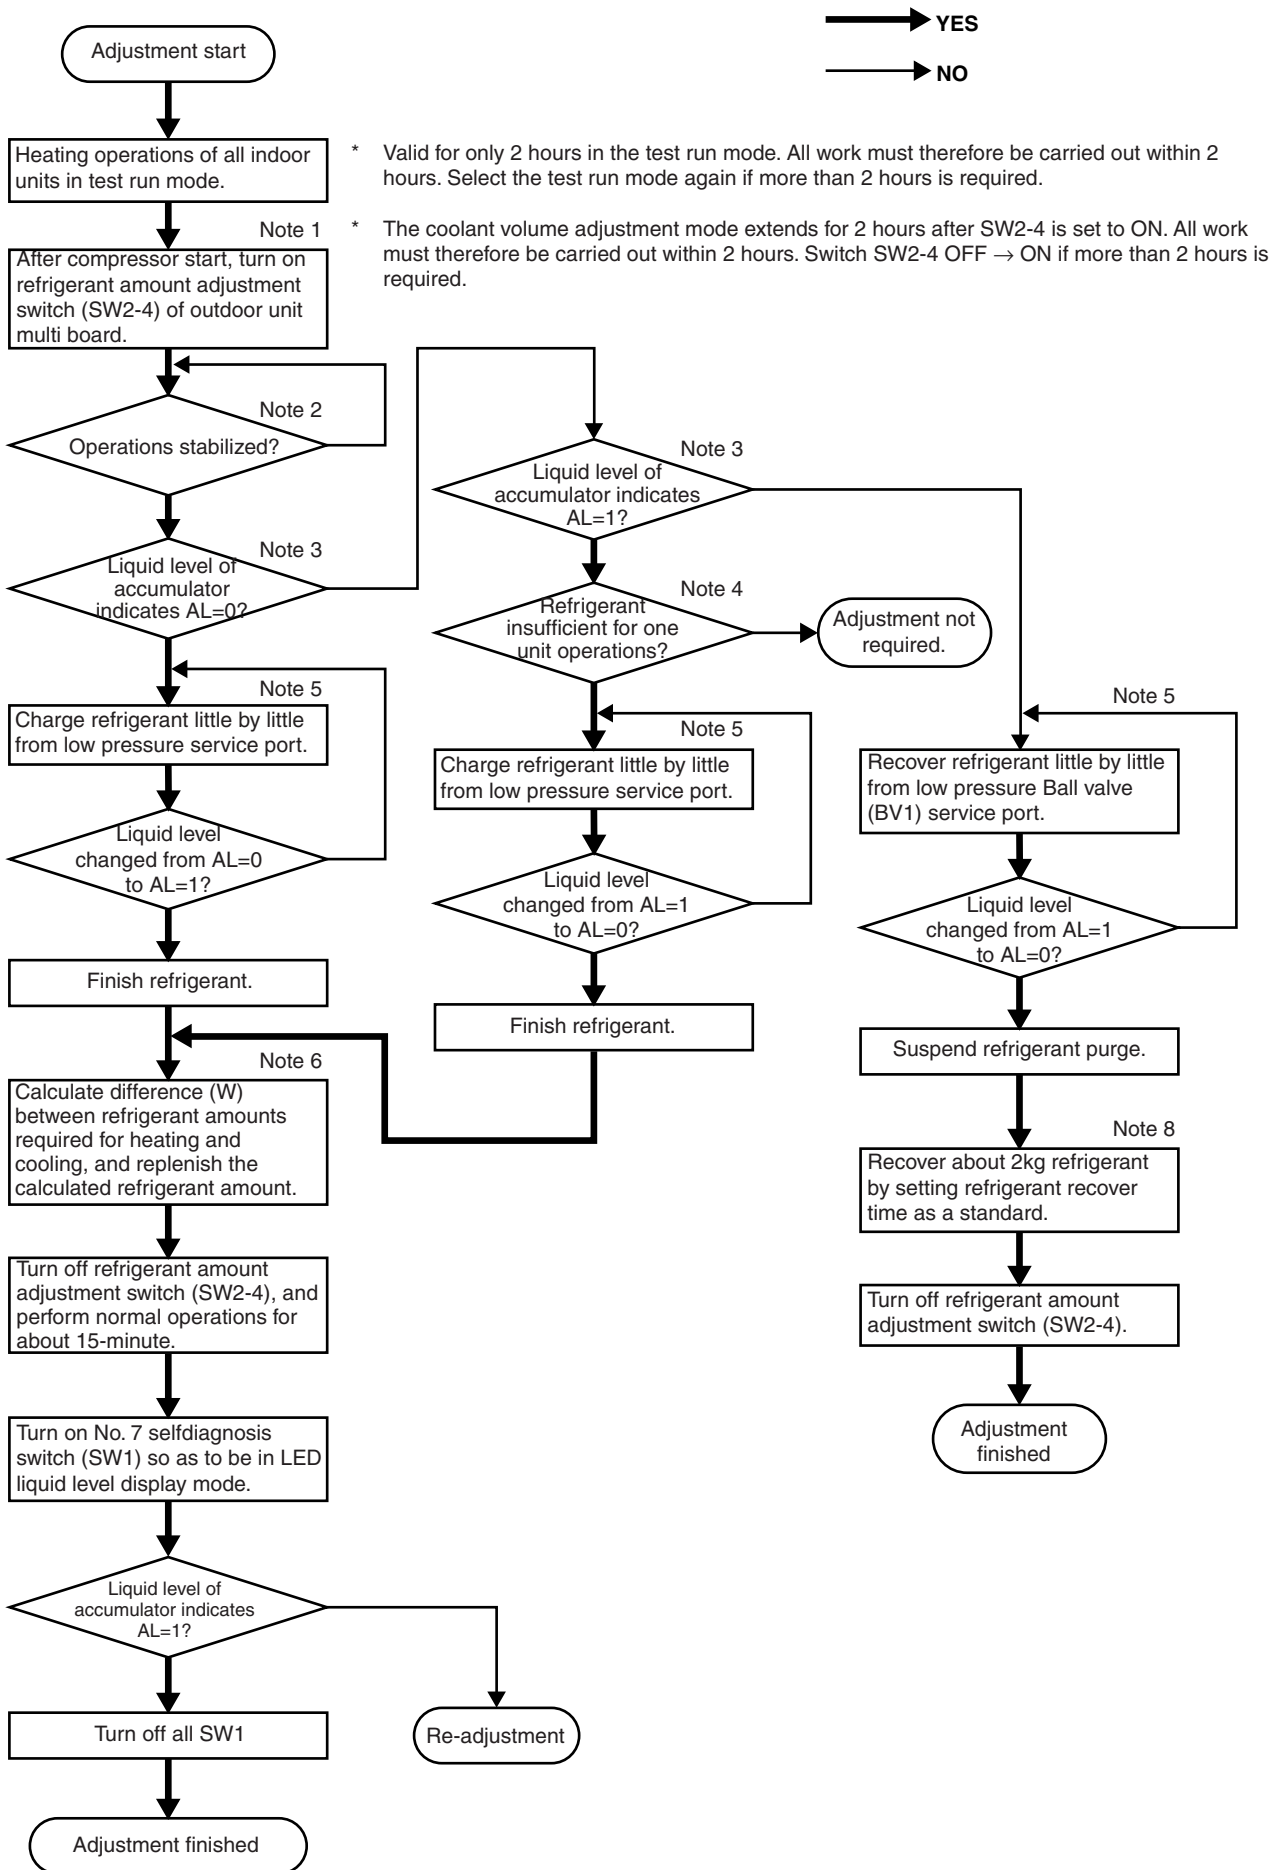 YES
NO
Adjustment start
Heating operations of all indoor
units in test run mode.
* Valid for only 2 hours in the test run mode. All work must therefore be carried out within 2
hours. Select the test run mode again if more than 2 hours is required.
Note 1
* The coolant volume adjustment mode extends for 2 hours after SW2-4 is set to ON. All work
must therefore be carried out within 2 hours. Switch SW2-4 OFF → ON if more than 2 hours is
required.
After compressor start, turn on
refrigerant amount adjustment
switch (SW2-4) of outdoor unit
multi board.
Note 2
Operations stabilized?
Note 3
Liquid level of
accumulator
indicates AL=0?
Note 5
Charge refrigerant little by little
from low pressure service port.
Liquid level
changed from AL=0
to AL=1?
Finish refrigerant.
Note 6
Calculate difference (W)
between refrigerant amounts
required for heating and
cooling, and replenish the
calculated refrigerant amount.
Turn off refrigerant amount
adjustment switch (SW2-4), and
perform normal operations for
about 15-minute.
Turn on No. 7 selfdiagnosis
switch (SW1) so as to be in LED
liquid level display mode.
Liquid level of
accumulator indicates
AL=1?
Turn off all SW1
Adjustment finished
Re-adjustment
Note 3
Liquid level of
accumulator indicates
AL=1?
Note 4
Refrigerant
insufficient for one
unit operations?
Adjustment not
required.
Note 5
Charge refrigerant little by little
from low pressure service port.
Liquid level
changed from AL=1
to AL=0?
Finish refrigerant.
Note 5
Recover refrigerant little by little
from low pressure Ball valve
(BV1) service port.
Liquid level
changed from AL=1
to AL=0?
Suspend refrigerant purge.
Note 8
Recover about 2kg refrigerant
by setting refrigerant recover
time as a standard.
Turn off refrigerant amount
adjustment switch (SW2-4).
Adjustment
finished